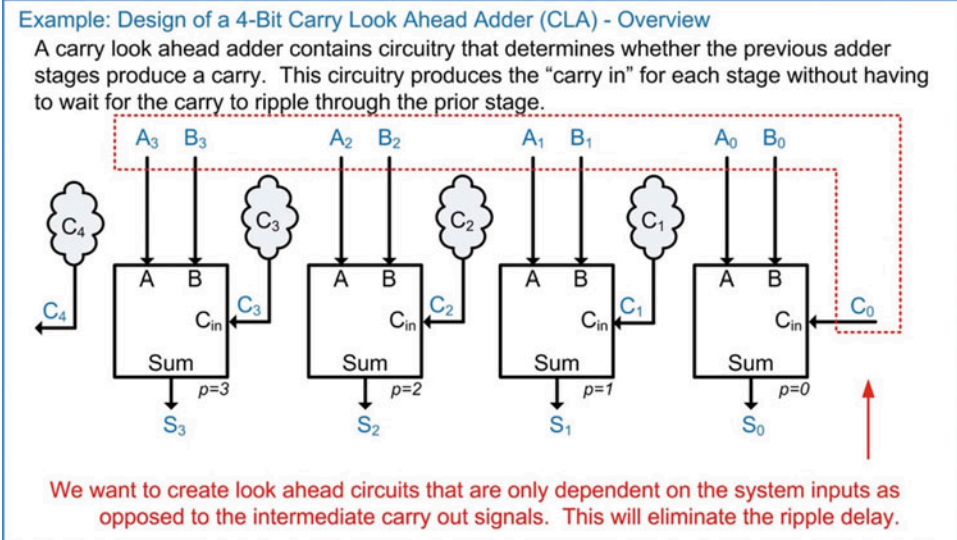 Example: Design of a 4-Bit Carry Look Ahead Adder (CLA) - Overview
A carry look ahead adder contains circuitry that determines whether the previous adder
stages produce a carry.  This circuitry produces the “carry in” for each stage without having
to wait for the carry to ripple through the prior stage.
A₃ B₃ A₂ B₂ A₁ B₁ A₀ B₀
C₄ C₃ C₂ C₁
A B A B A B A B
C₄ C₃ C₂ C₁ C₀
Cᵢₙ Cᵢₙ Cᵢₙ Cᵢₙ
Sum Sum Sum Sum
p=3 p=2 p=1 p=0
S₃ S₂ S₁ S₀
We want to create look ahead circuits that are only dependent on the system inputs as
opposed to the intermediate carry out signals.  This will eliminate the ripple delay.